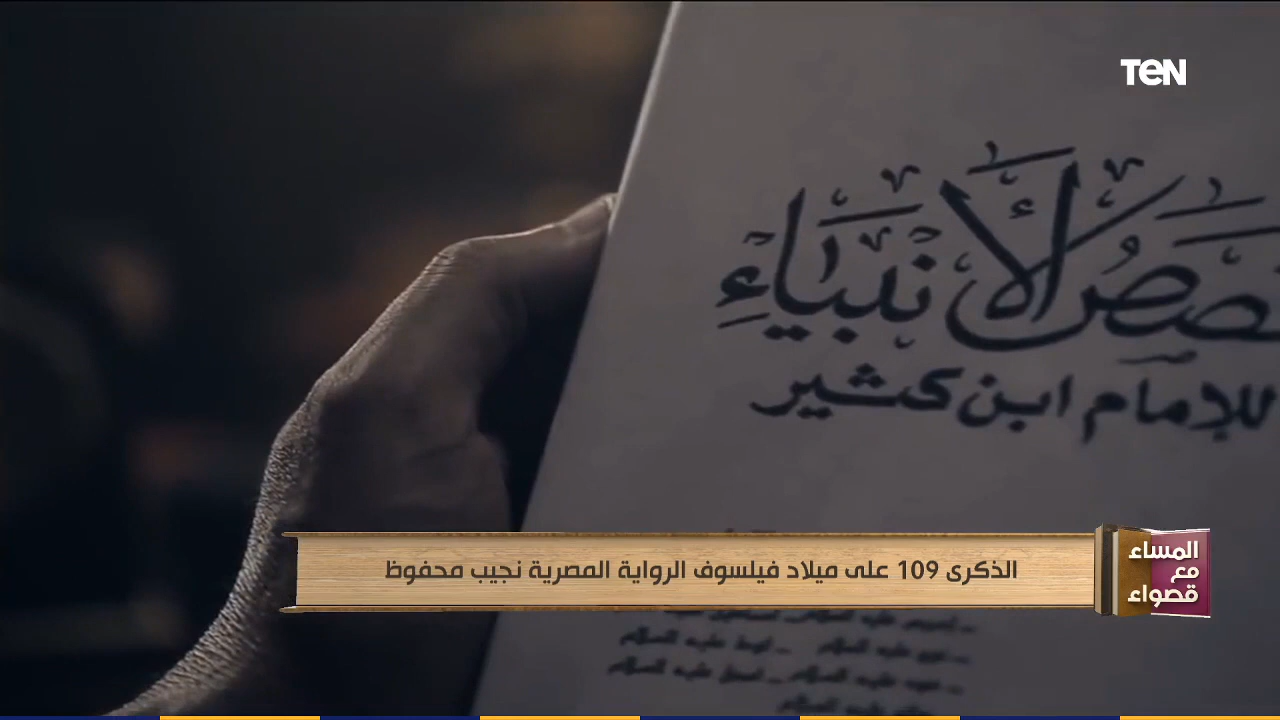 TEN
قصص الأنبياء
للإمام ابن كثير
الذكرى 109 على ميلاد فيلسوف الرواية المصرية نجيب محفوظ
المساء
مع
قصواء